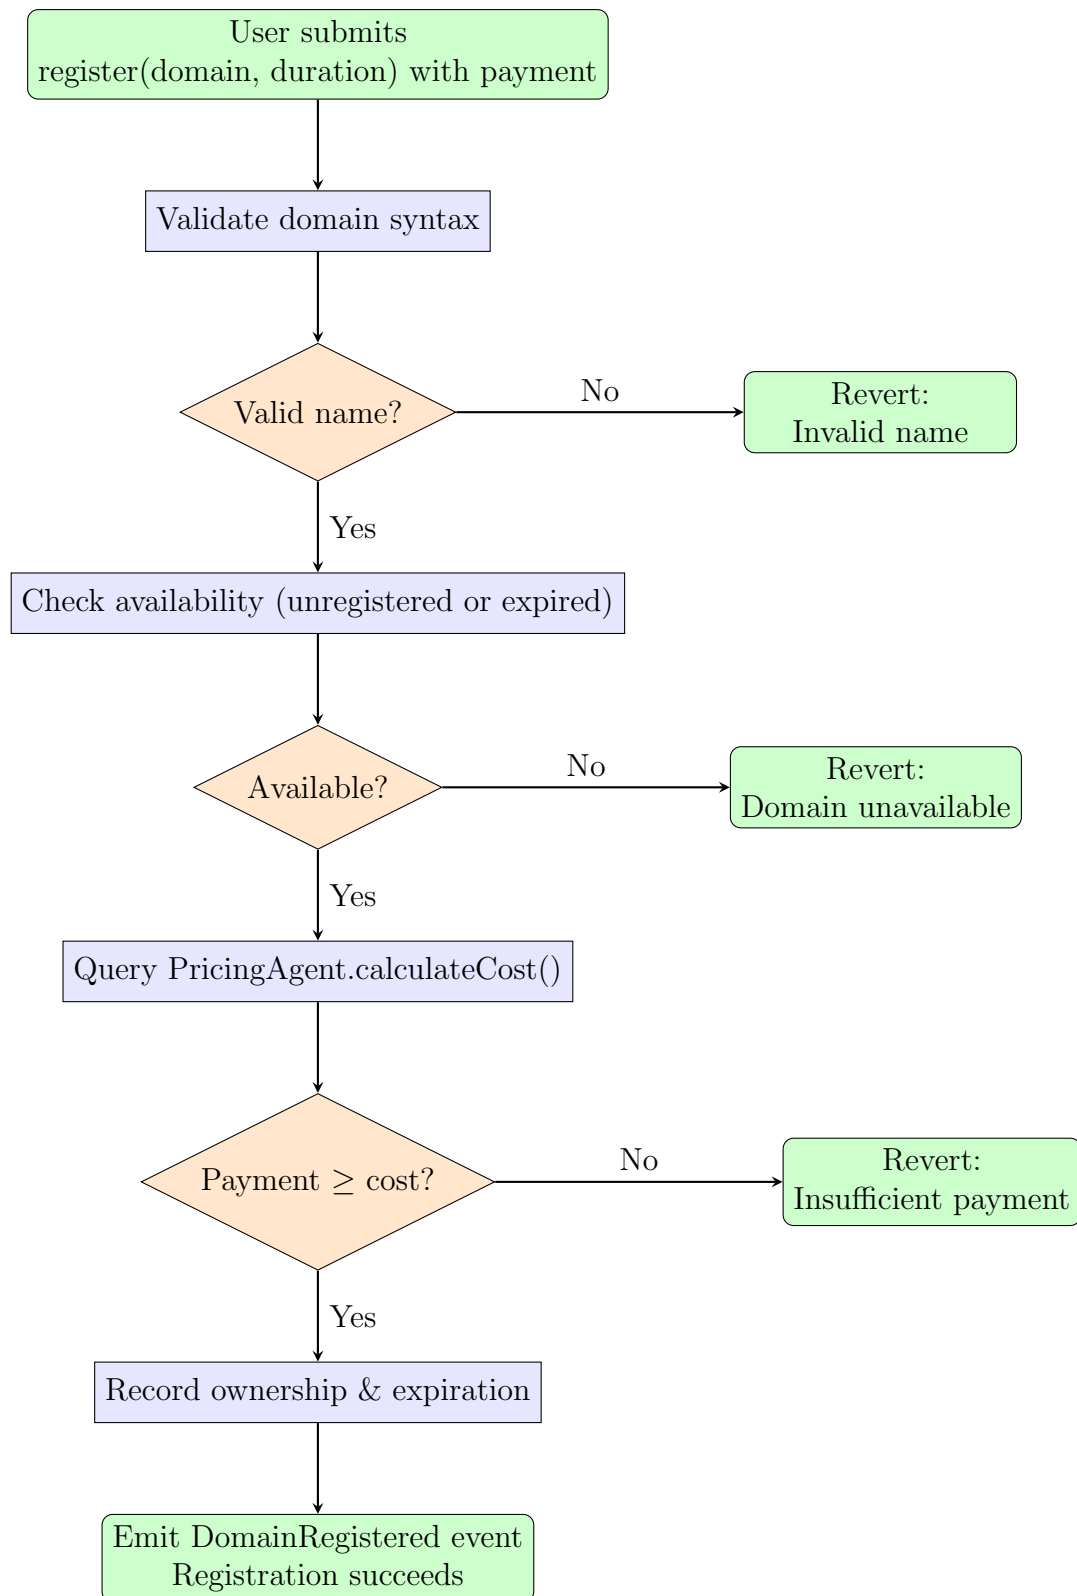 User submits
register(domain, duration) with payment
Validate domain syntax
Valid name?
No
Revert:
Invalid name
Yes
Check availability (unregistered or expired)
Available?
No
Revert:
Domain unavailable
Yes
Query PricingAgent.calculateCost()
Payment ≥ cost?
No
Revert:
Insufficient payment
Yes
Record ownership & expiration
Emit DomainRegistered event
Registration succeeds